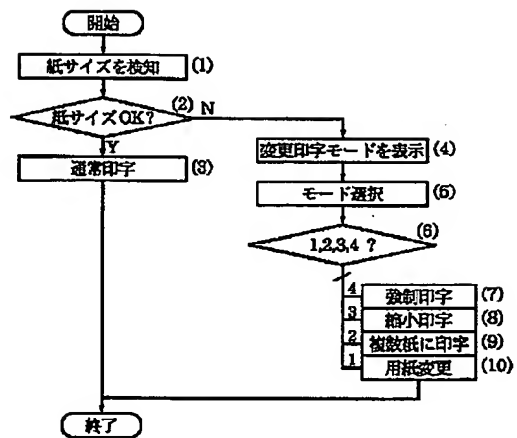 開始
紙サイズを検知 (1)
紙サイズOK? (2) N
Y
通常印字 (3)
変更印字モードを表示 (4)
モード選択 (5)
1,2,3,4 ? (6)
4 強制印字 (7)
3 縮小印字 (8)
2 複数紙に印字 (9)
1 用紙変更 (10)
終了